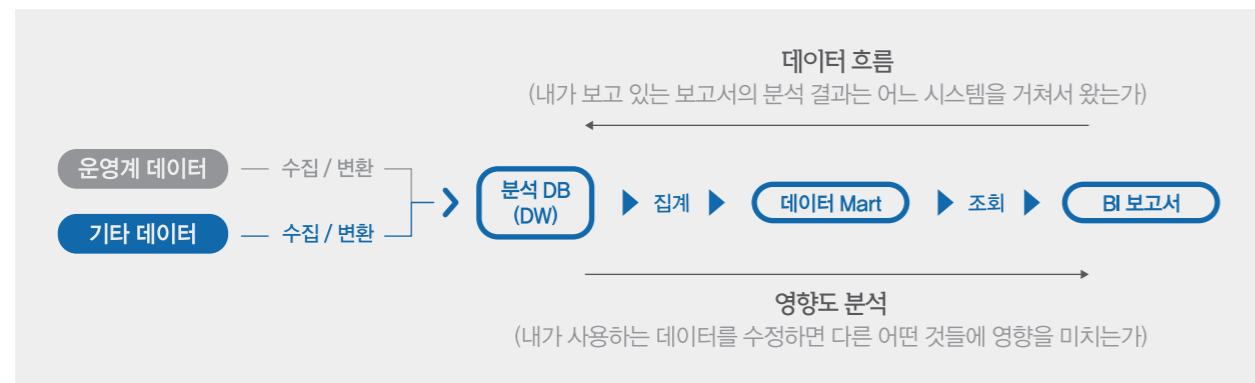 데이터 흐름
(내가 보고 있는 보고서의 분석 결과는 어느 시스템을 거쳐서 왔는가)
운영계 데이터 수집 / 변환
기타 데이터 수집 / 변환
분석 DB
(DW)
집계
데이터 Mart
조회
BI 보고서
영향도 분석
(내가 사용하는 데이터를 수정하면 다른 어떤 것들에 영향을 미치는가)